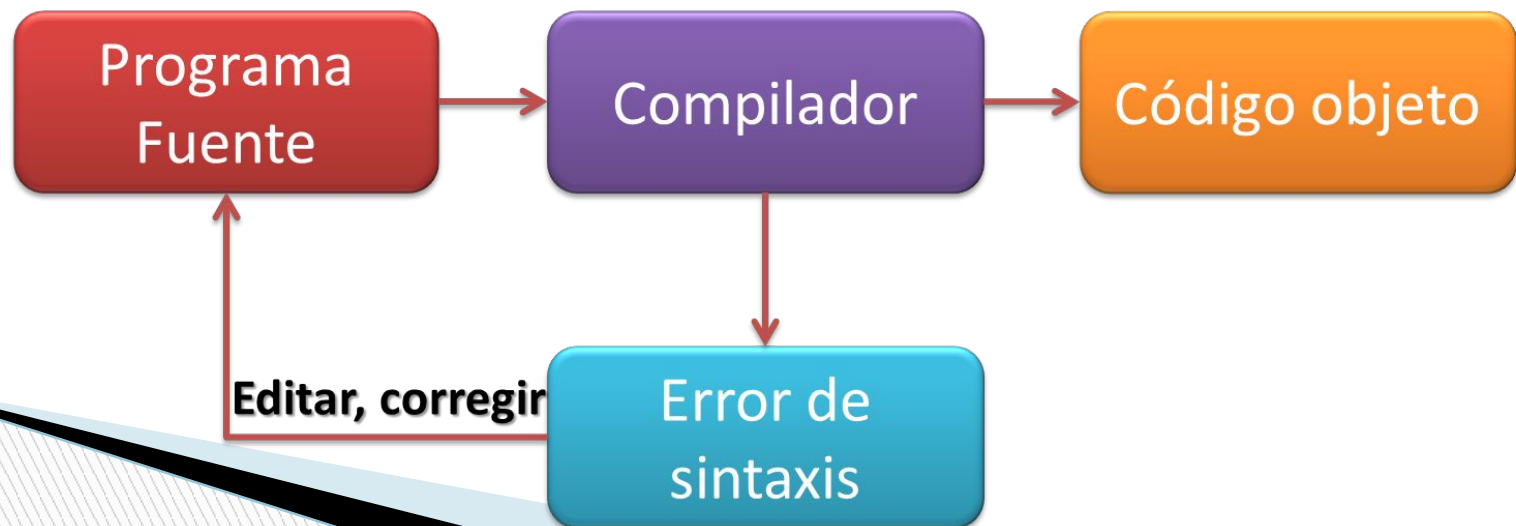 Programa
Fuente
Compilador
Código objeto
Editar, corregir
Error de
sintaxis